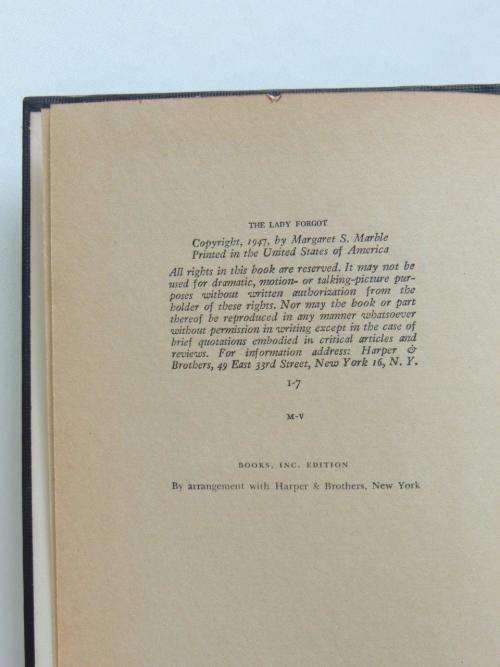 THE LADY FORGOT
Copyright, 1947, by Margaret S. Marble
Printed in the United States of America
All rights in this book are reserved. It may not be
used for dramatic, motion- or talking-picture pur-
poses without written authorization from the
holder of these rights. Nor may the book or part
thereof be reproduced in any manner whatsoever
without permission in writing except in the case of
brief quotations embodied in critical articles and
reviews. For information address: Harper &
Brothers, 49 East 33rd Street, New York 16, N. Y.
1-7
M-V
BOOKS, INC. EDITION
By arrangement with Harper & Brothers, New York